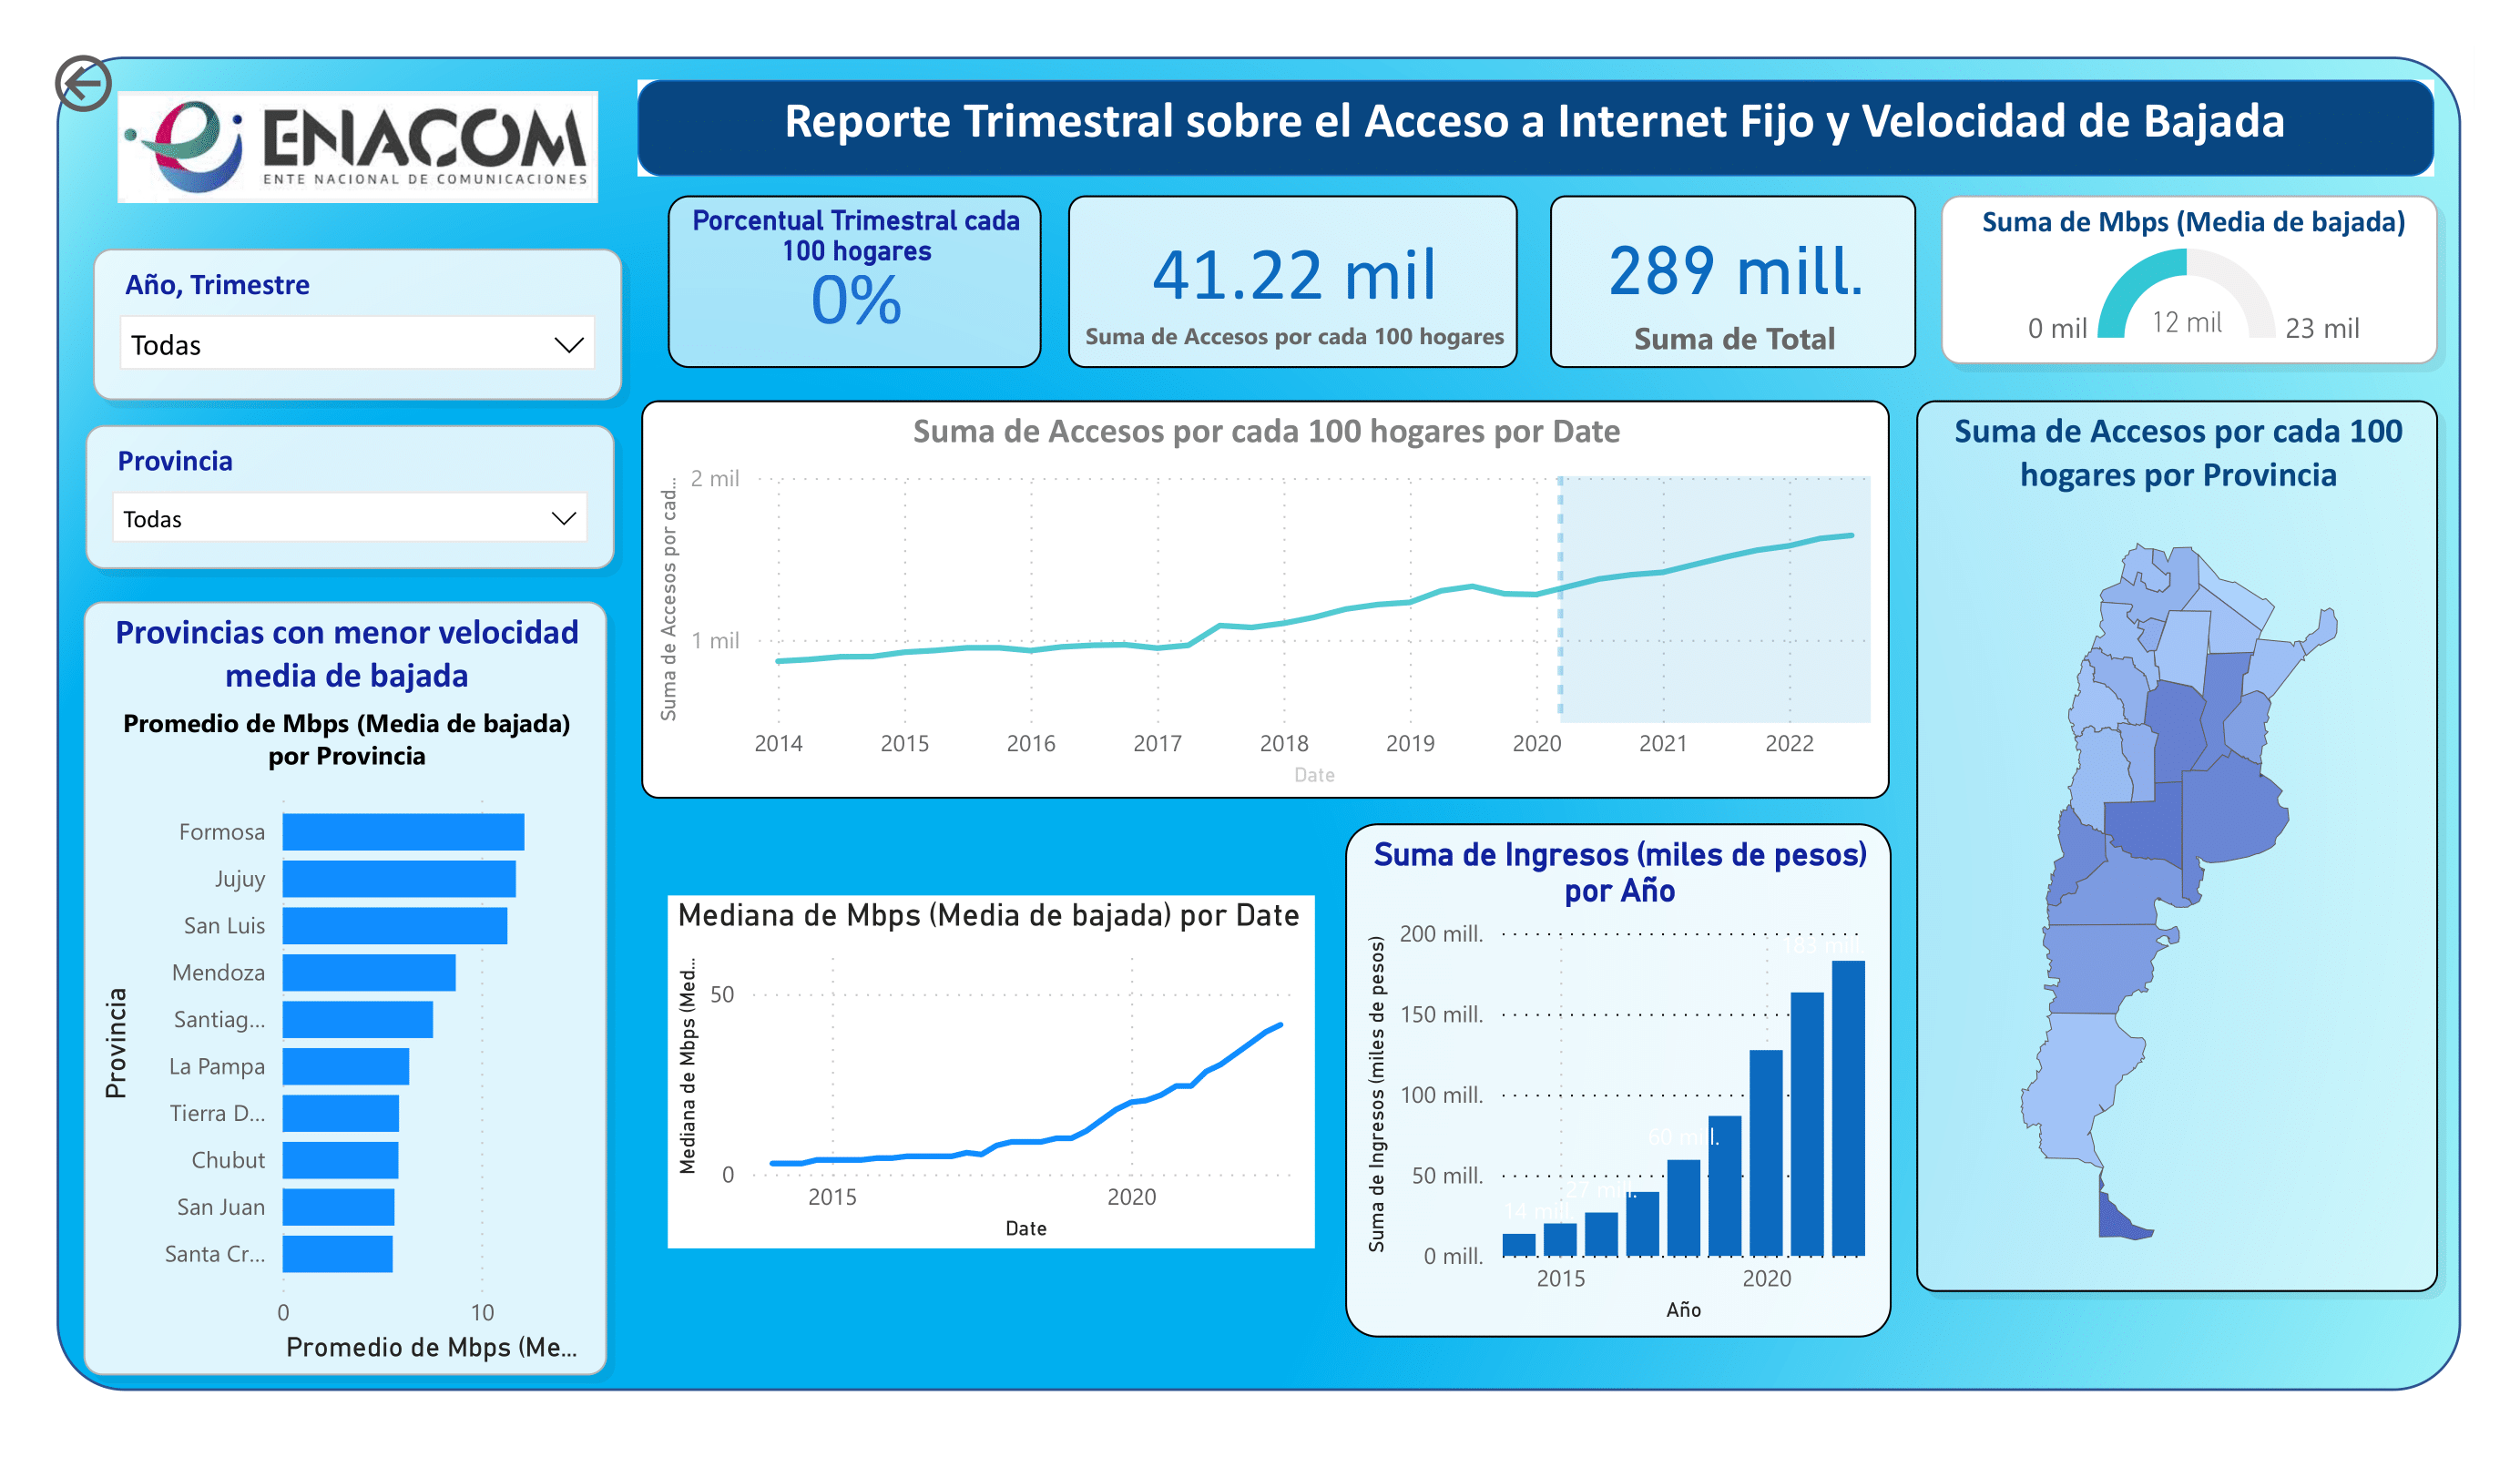 ENACOM
ENTE NACIONAL DE COMUNICACIONES
Reporte Trimestral sobre el Acceso a Internet Fijo y Velocidad de Bajada
Año, Trimestre
Todas
Provincia
Todas
Porcentual Trimestral cada
100 hogares
0%
41.22 mil
Suma de Accesos por cada 100 hogares
289 mill.
Suma de Total
Suma de Mbps (Media de bajada)
0 mil
12 mil
23 mil
Provincias con menor velocidad
media de bajada
Promedio de Mbps (Media de bajada)
por Provincia
Provincia
Formosa
Jujuy
San Luis
Mendoza
Santiag...
La Pampa
Tierra D...
Chubut
San Juan
Santa Cr...
0
10
Promedio de Mbps (Me...
Suma de Accesos por cada 100 hogares por Date
Suma de Accesos por cad...
2 mil
1 mil
2014
2015
2016
2017
2018
2019
2020
2021
2022
Date
Mediana de Mbps (Media de bajada) por Date
Mediana de Mbps (Med...
50
0
2015
2020
Date
Suma de Ingresos (miles de pesos)
por Año
Suma de Ingresos (miles de pesos)
200 mill.
150 mill.
100 mill.
50 mill.
0 mill.
14 mill.
27 mill.
60 mill.
183 mill.
2015
2020
Año
Suma de Accesos por cada 100
hogares por Provincia